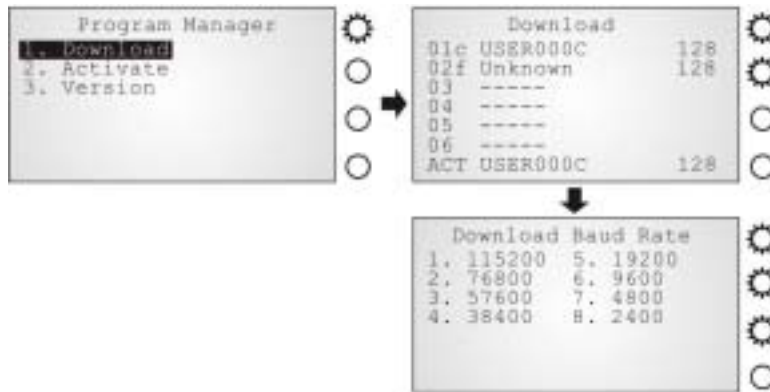 Program Manager
1. Download
2. Activate
3. Version
Download
01c USER000C 128
02f Unknown 128
03 -----
04 -----
05 -----
06 -----
ACT USER000C 128
Download Baud Rate
1. 115200 5. 19200
2. 76800 6. 9600
3. 57600 7. 4800
4. 38400 8. 2400